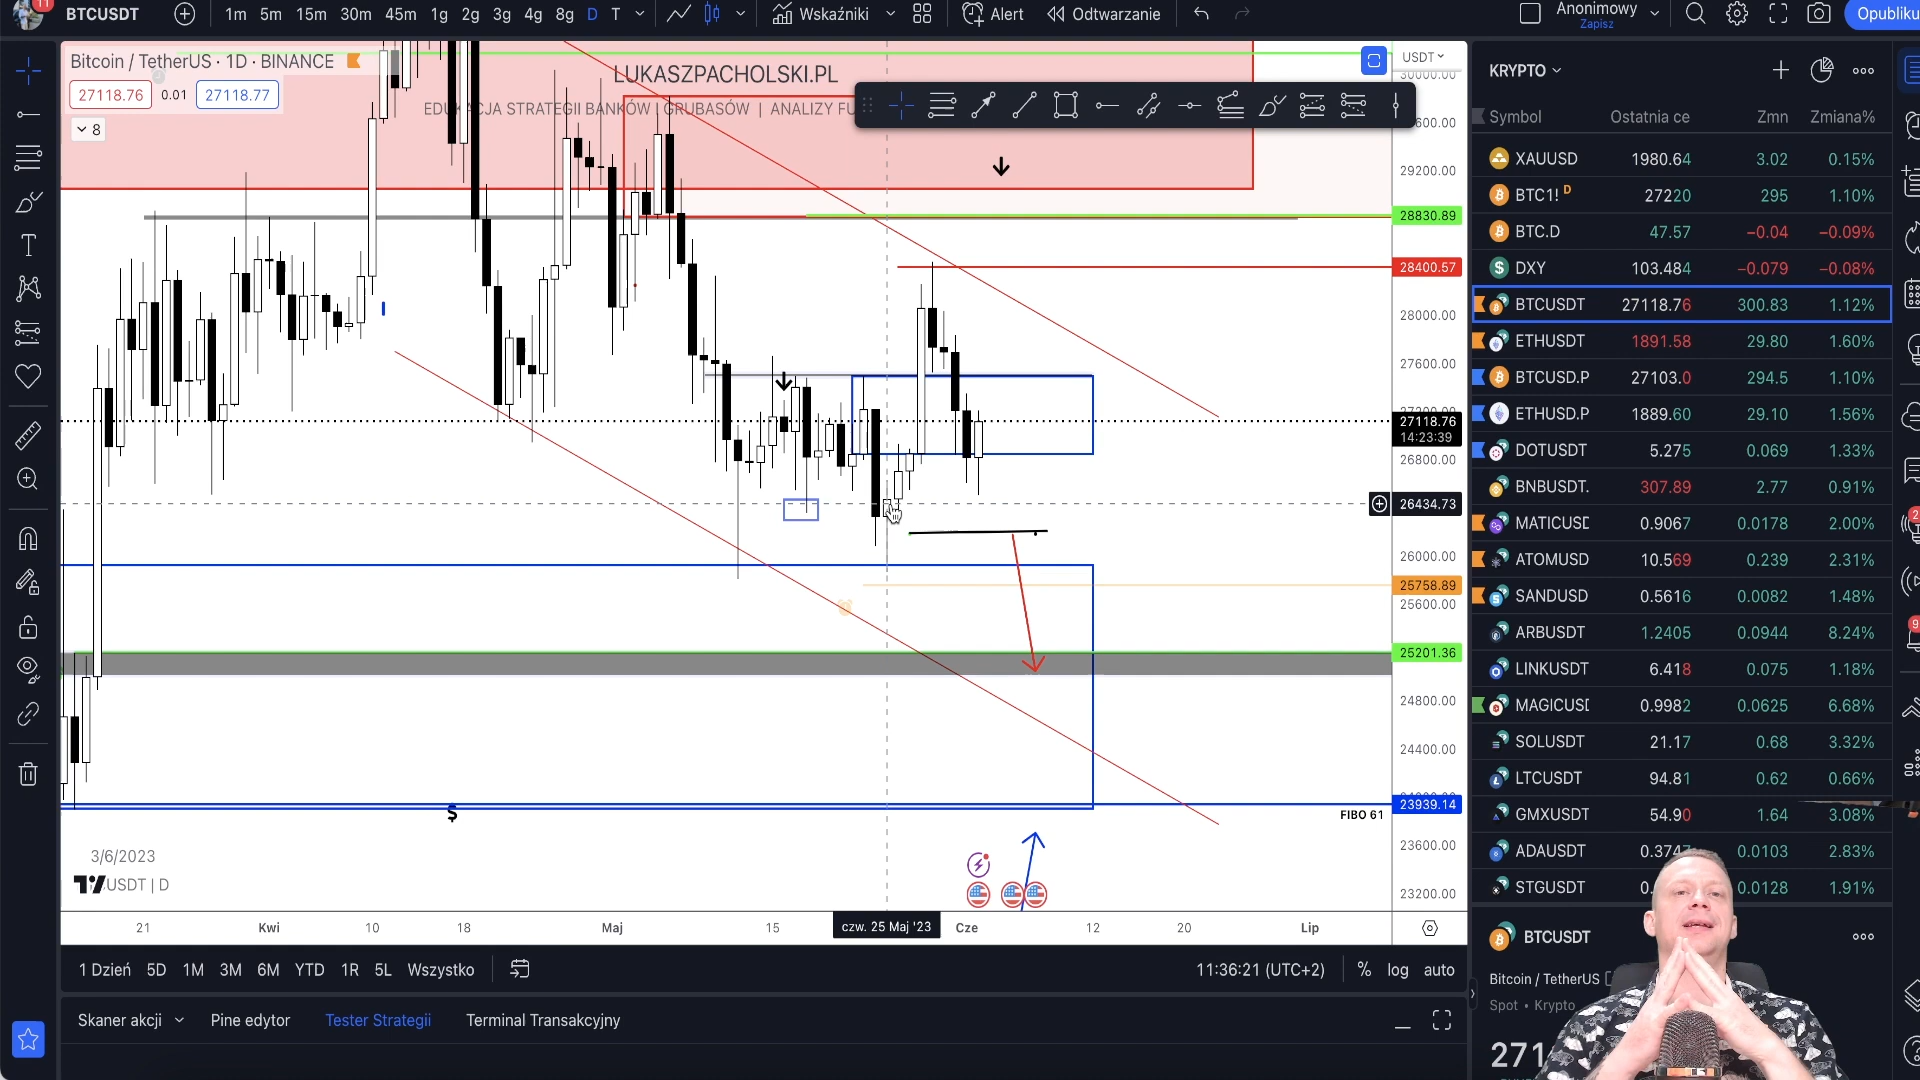 11
BTCUSDT
1m 5m 15m 30m 45m 1g 2g 3g 4g 8g D T
Wskaźniki
Alert
Odtwarzanie
Anonimowy
Zapisz
Opubliku
Bitcoin / TetherUS · 1D · BINANCE
27118.76
0.01
27118.77
8
LUKASZPACHOLSKI.PL
EDUKACJA STRATEGII BANKÓW | GRUBASÓW | ANALIZY FU
USDT
30000.00
29200.00
28830.89
28400.57
28000.00
27600.00
27118.76
14:23:39
26800.00
26434.73
26000.00
25758.89
25600.00
25201.36
24800.00
24400.00
23939.14
FIBO 61
23600.00
23200.00
$
3/6/2023
USDT | D
21 Kwi 10 18 Maj 15 czw. 25 Maj '23 Cze 12 20 Lip
1 Dzień 5D 1M 3M 6M YTD 1R 5L Wszystko
11:36:21 (UTC+2)
% log auto
Skaner akcji
Pine edytor
Tester Strategii
Terminal Transakcyjny
KRYPTO
Symbol Ostatnia ce Zmn Zmiana%
XAUUSD 1980.64 3.02 0.15%
BTC1! D 27220 295 1.10%
BTC.D 47.57 −0.04 −0.09%
DXY 103.484 −0.079 −0.08%
BTCUSDT 27118.76 300.83 1.12%
ETHUSDT 1891.58 29.80 1.60%
BTCUSD.P 27103.0 294.5 1.10%
ETHUSD.P 1889.60 29.10 1.56%
DOTUSDT 5.275 0.069 1.33%
BNBUSDT. 307.89 2.77 0.91%
MATICUSD 0.9067 0.0178 2.00%
ATOMUSD 10.569 0.239 2.31%
SANDUSD 0.5616 0.0082 1.48%
ARBUSDT 1.2405 0.0944 8.24%
LINKUSDT 6.418 0.075 1.18%
MAGICUSD 0.9982 0.0625 6.68%
SOLUSDT 21.17 0.68 3.32%
LTCUSDT 94.81 0.62 0.66%
GMXUSDT 54.90 1.64 3.08%
ADAUSDT 0.3747 0.0103 2.83%
STGUSDT 0. 0.0128 1.91%
BTCUSDT
Bitcoin / TetherUS
Spot • Krypto
271